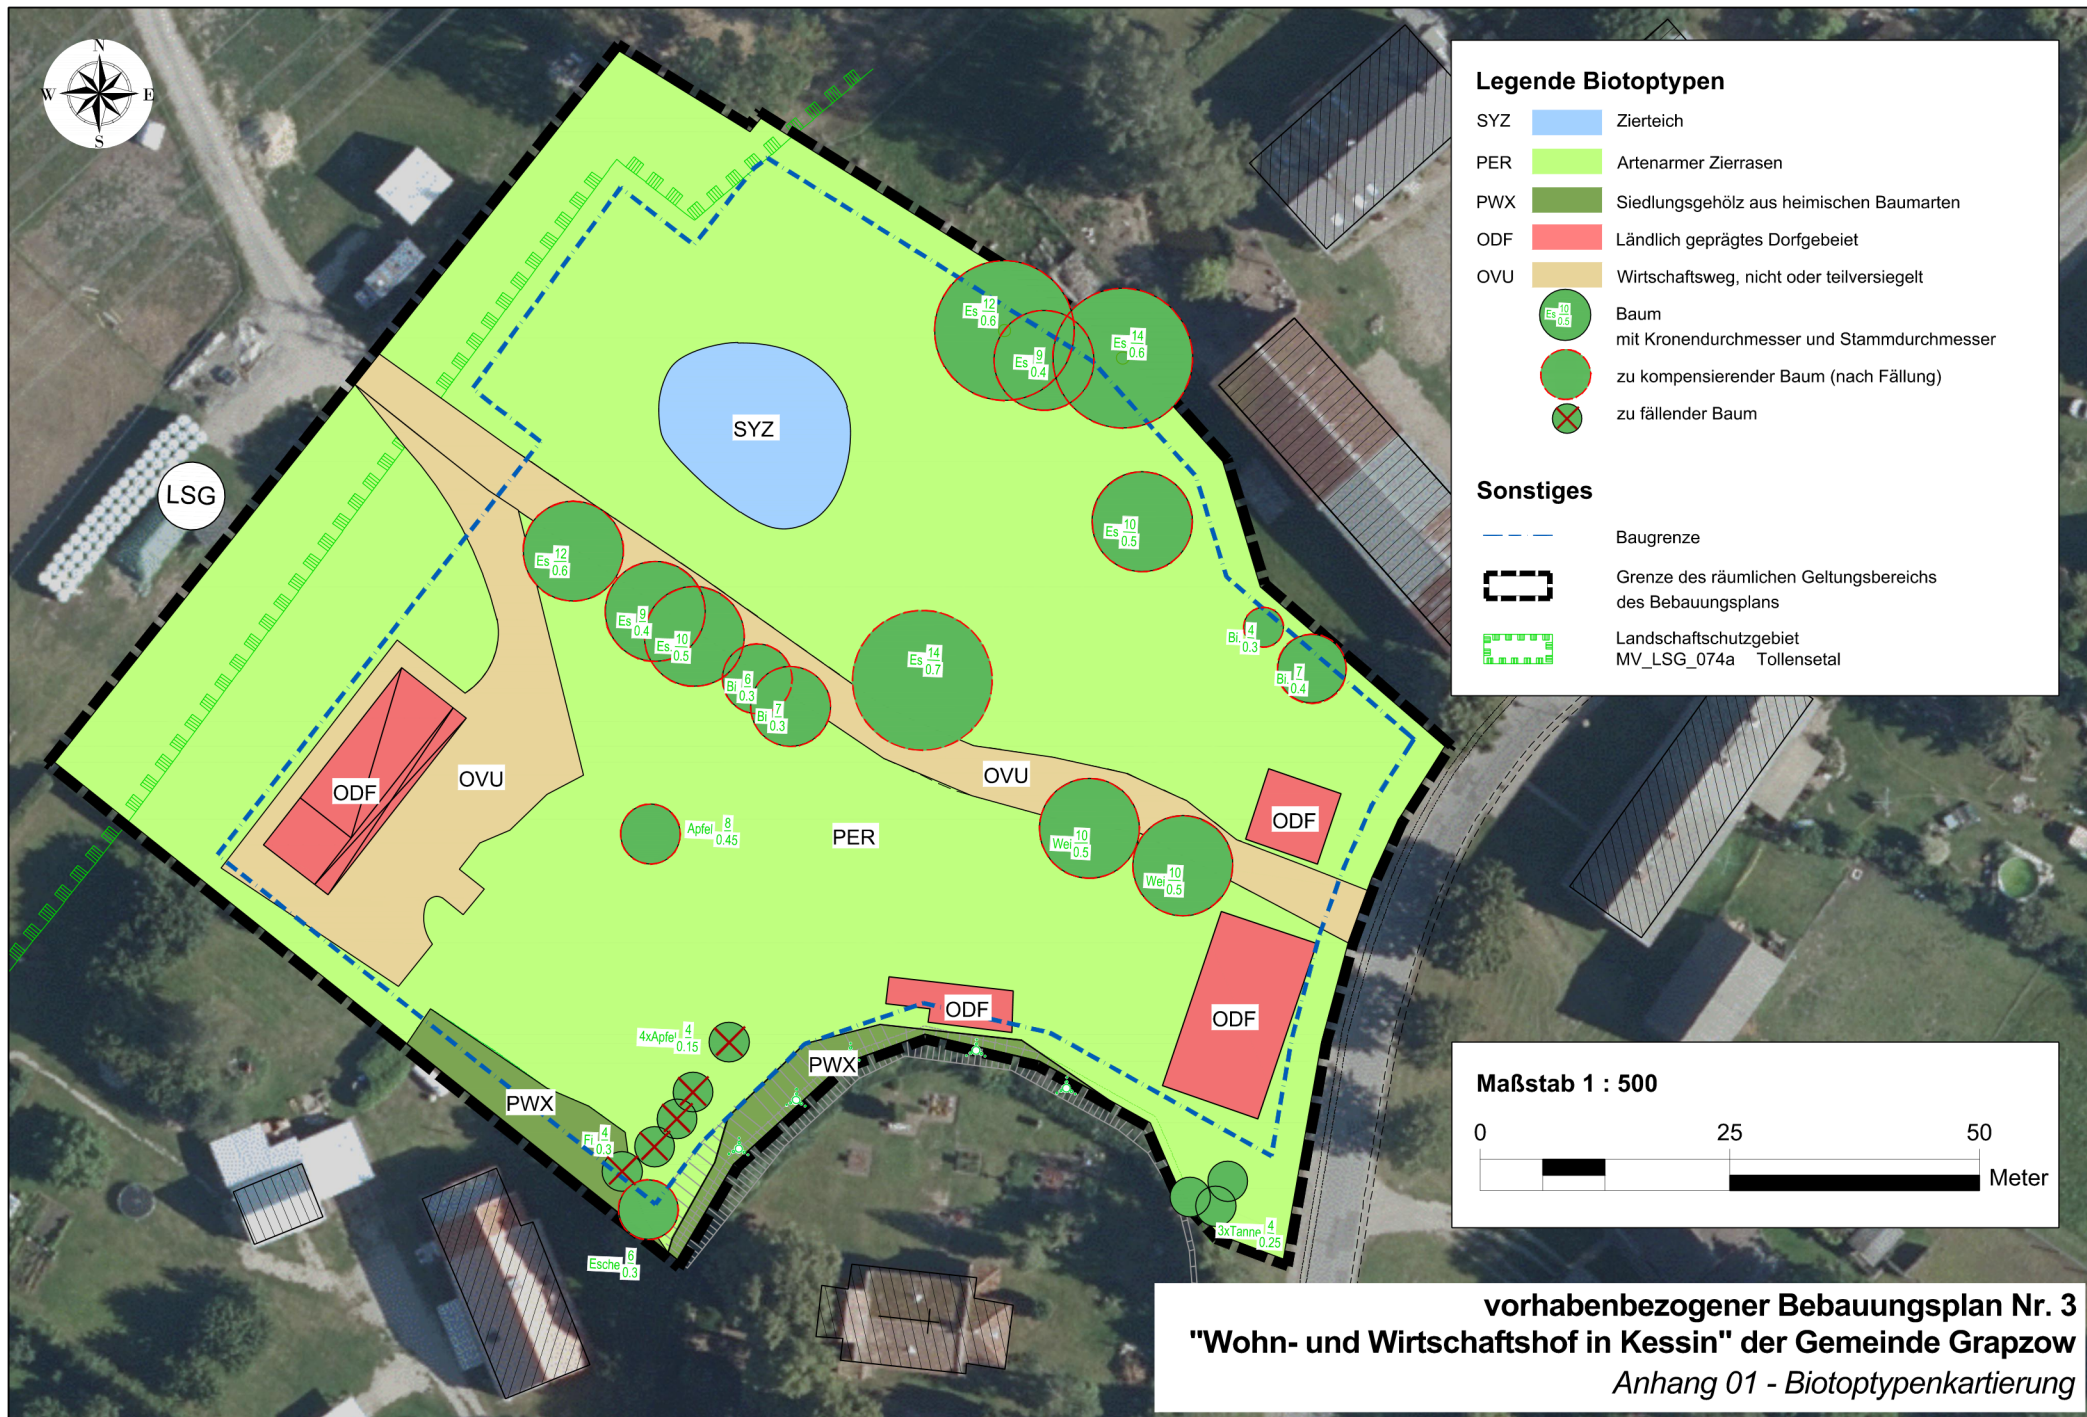 N
W
E
S
Legende Biotoptypen
SYZ Zierteich
PER Artenarmer Zierrasen
PWX Siedlungsgehölz aus heimischen Baumarten
ODF Ländlich geprägtes Dorfgebeiet
OVU Wirtschaftsweg, nicht oder teilversiegelt
Es 10 0.5 Baum
mit Kronendurchmesser und Stammdurchmesser
zu kompensierender Baum (nach Fällung)
zu fällender Baum
Sonstiges
Baugrenze
Grenze des räumlichen Geltungsbereichs
des Bebauungsplans
Landschaftschutzgebiet
MV_LSG_074a Tollensetal
Es 12 0.6
Es 9 0.4
Es 14 0.6
SYZ
LSG
Es 10 0.5
Es 12 0.6
Es 9 0.4
Es. 10 0.5
Bi. 6 0.3
Bi 7 0.3
Es 14 0.7
Bi. 4 0.3
Bi. 7 0.4
ODF
OVU
OVU
Apfel 8 0.45
PER
Wei 10 0.5
Wei 10 0.5
ODF
ODF
ODF
4xApfel 4 0.15
PWX
PWX
Fi 4 0.3
Esche 6 0.3
3xTanne 4 0.25
Maßstab 1 : 500
0 25 50
Meter
vorhabenbezogener Bebauungsplan Nr. 3
"Wohn- und Wirtschaftshof in Kessin" der Gemeinde Grapzow
Anhang 01 - Biotoptypenkartierung